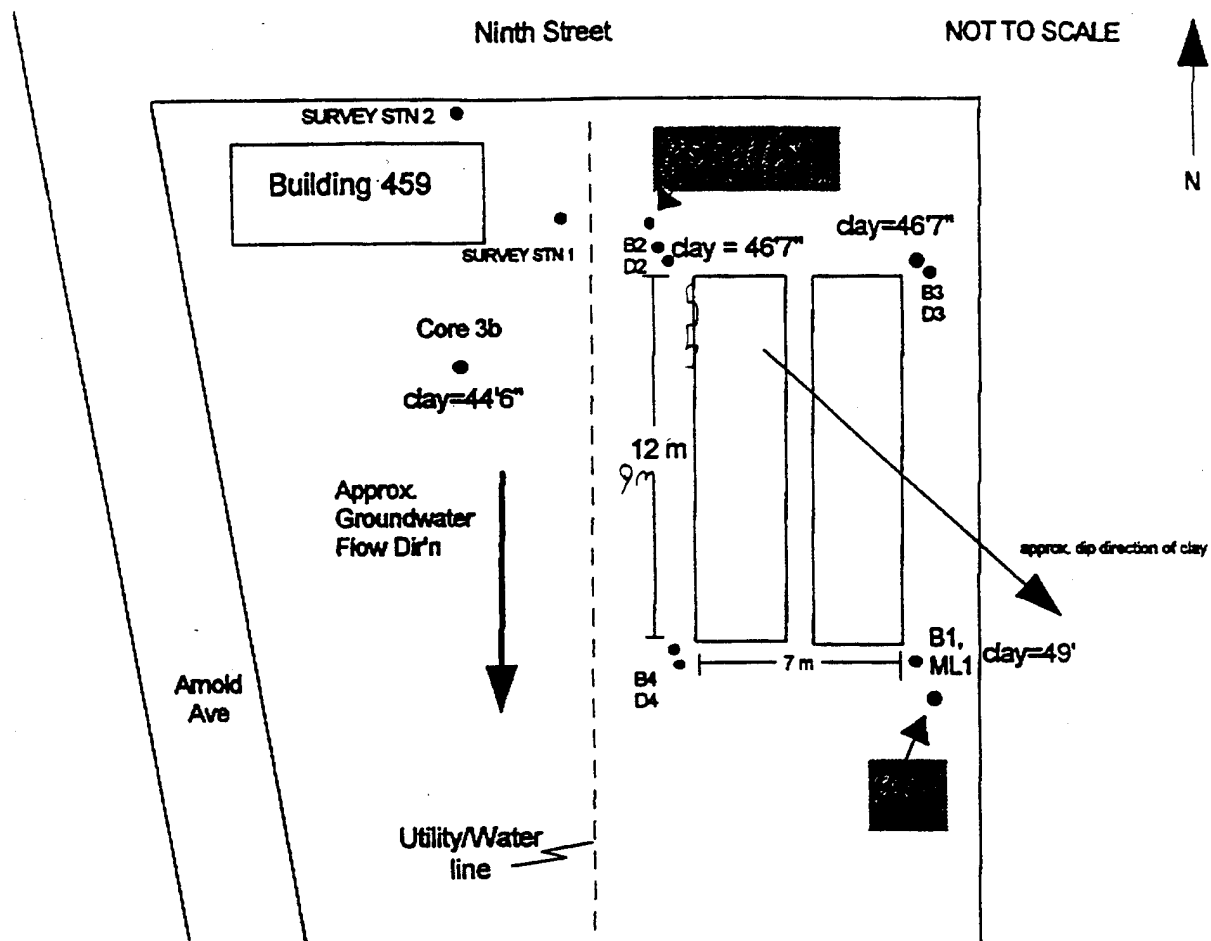 Ninth Street
NOT TO SCALE
N
SURVEY STN 2
Building 459
SURVEY STN 1
B2
D2
clay = 46'7"
clay=46'7"
B3
D3
Core 3b
clay=44'6"
12 m
9m
Approx.
Groundwater
Flow Dir'n
approx. dip direction of clay
B1,
ML1
clay=49'
7 m
B4
D4
Arnold
Ave
Utility/Water
line